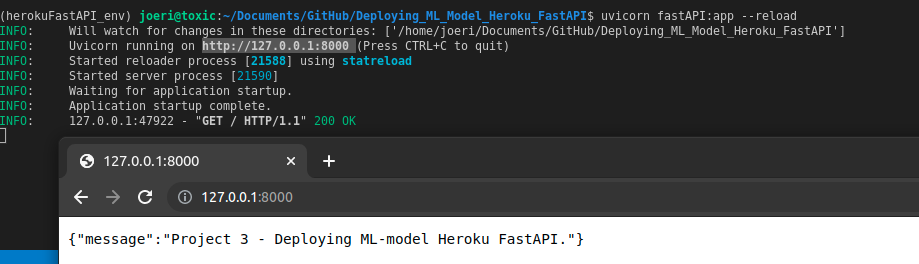 (herokuFastAPI_env) joeri@toxic:~/Documents/GitHub/Deploying_ML_Model_Heroku_FastAPI$ uvicorn fastAPI:app --reload
INFO:     Will watch for changes in these directories: ['/home/joeri/Documents/GitHub/Deploying_ML_Model_Heroku_FastAPI']
INFO:     Uvicorn running on http://127.0.0.1:8000 (Press CTRL+C to quit)
INFO:     Started reloader process [21588] using statreload
INFO:     Started server process [21590]
INFO:     Waiting for application startup.
INFO:     Application startup complete.
INFO:     127.0.0.1:47922 - "GET / HTTP/1.1" 200 OK
127.0.0.1:8000
127.0.0.1:8000
{"message":"Project 3 - Deploying ML-model Heroku FastAPI."}